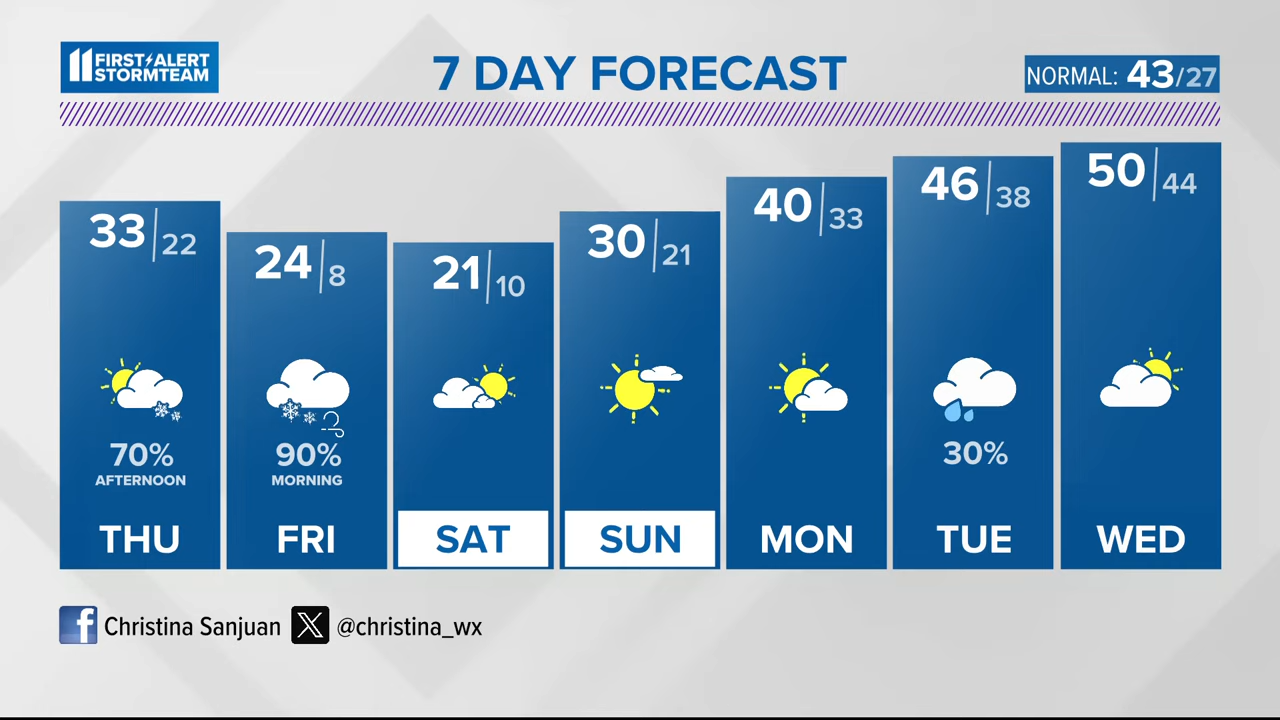 11 FIRST ALERT
STORMTEAM
7 DAY FORECAST
NORMAL: 43/27
33/22
70%
AFTERNOON
THU
24/8
90%
MORNING
FRI
21/10
SAT
30/21
SUN
40/33
MON
46/38
30%
TUE
50/44
WED
f Christina Sanjuan X @christina_wx